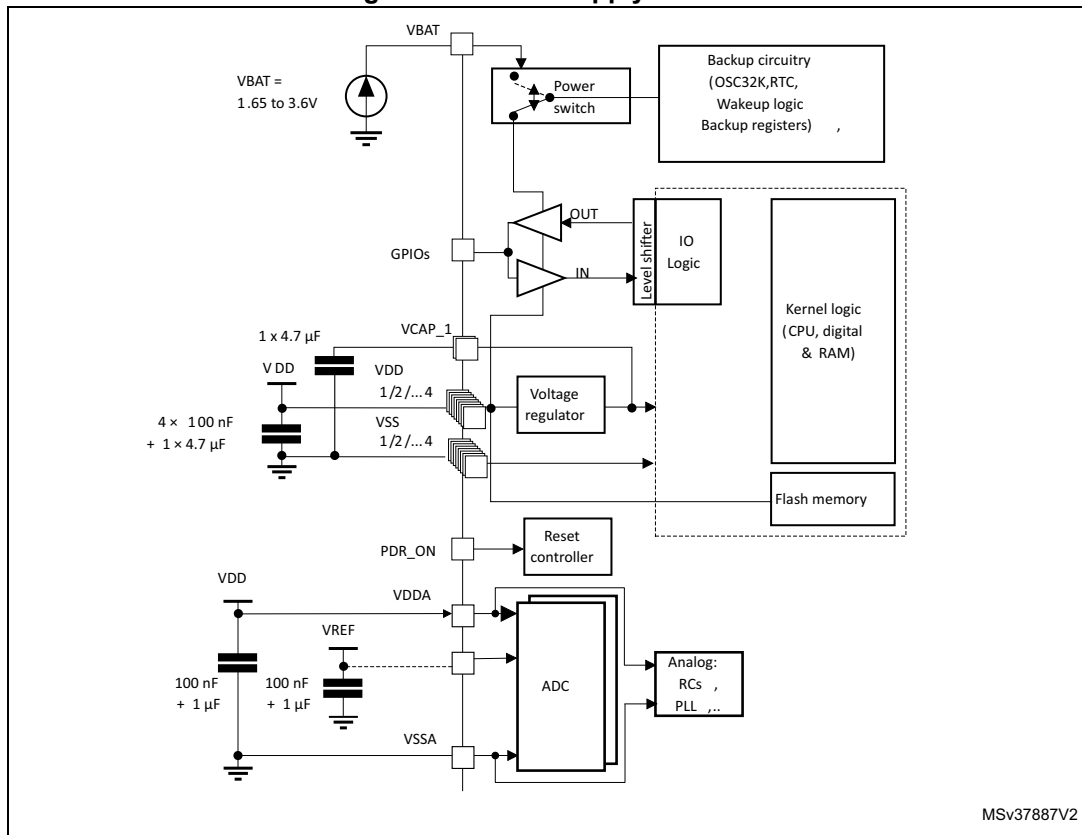 VBAT
VBAT =
1.65 to 3.6V
Power
switch
Backup circuitry
(OSC32K,RTC,
Wakeup logic
Backup registers) ,
OUT
GPIOs
IN
Level shifter
IO
Logic
Kernel logic
(CPU, digital
& RAM)
VCAP_1
1 x 4.7 µF
VDD
VDD
1/2/... 4
Voltage
regulator
4 × 100 nF
+ 1 × 4.7 µF
VSS
1/2/... 4
Flash memory
PDR_ON
Reset
controller
VDD
VDDA
VREF
100 nF
+ 1 µF
100 nF
+ 1 µF
ADC
Analog:
RCs ,
PLL ,..
VSSA
MSv37887V2